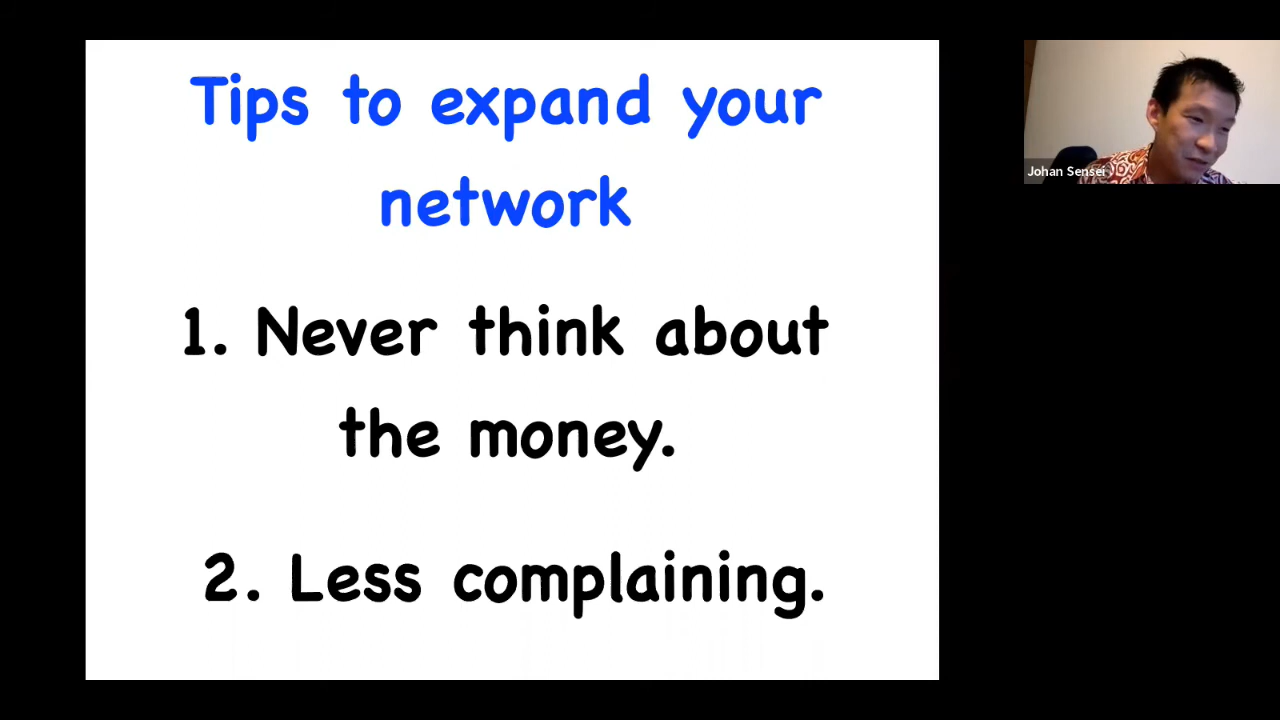 Tips to expand your
network
1. Never think about
the money.
2. Less complaining.
Johan Sensei